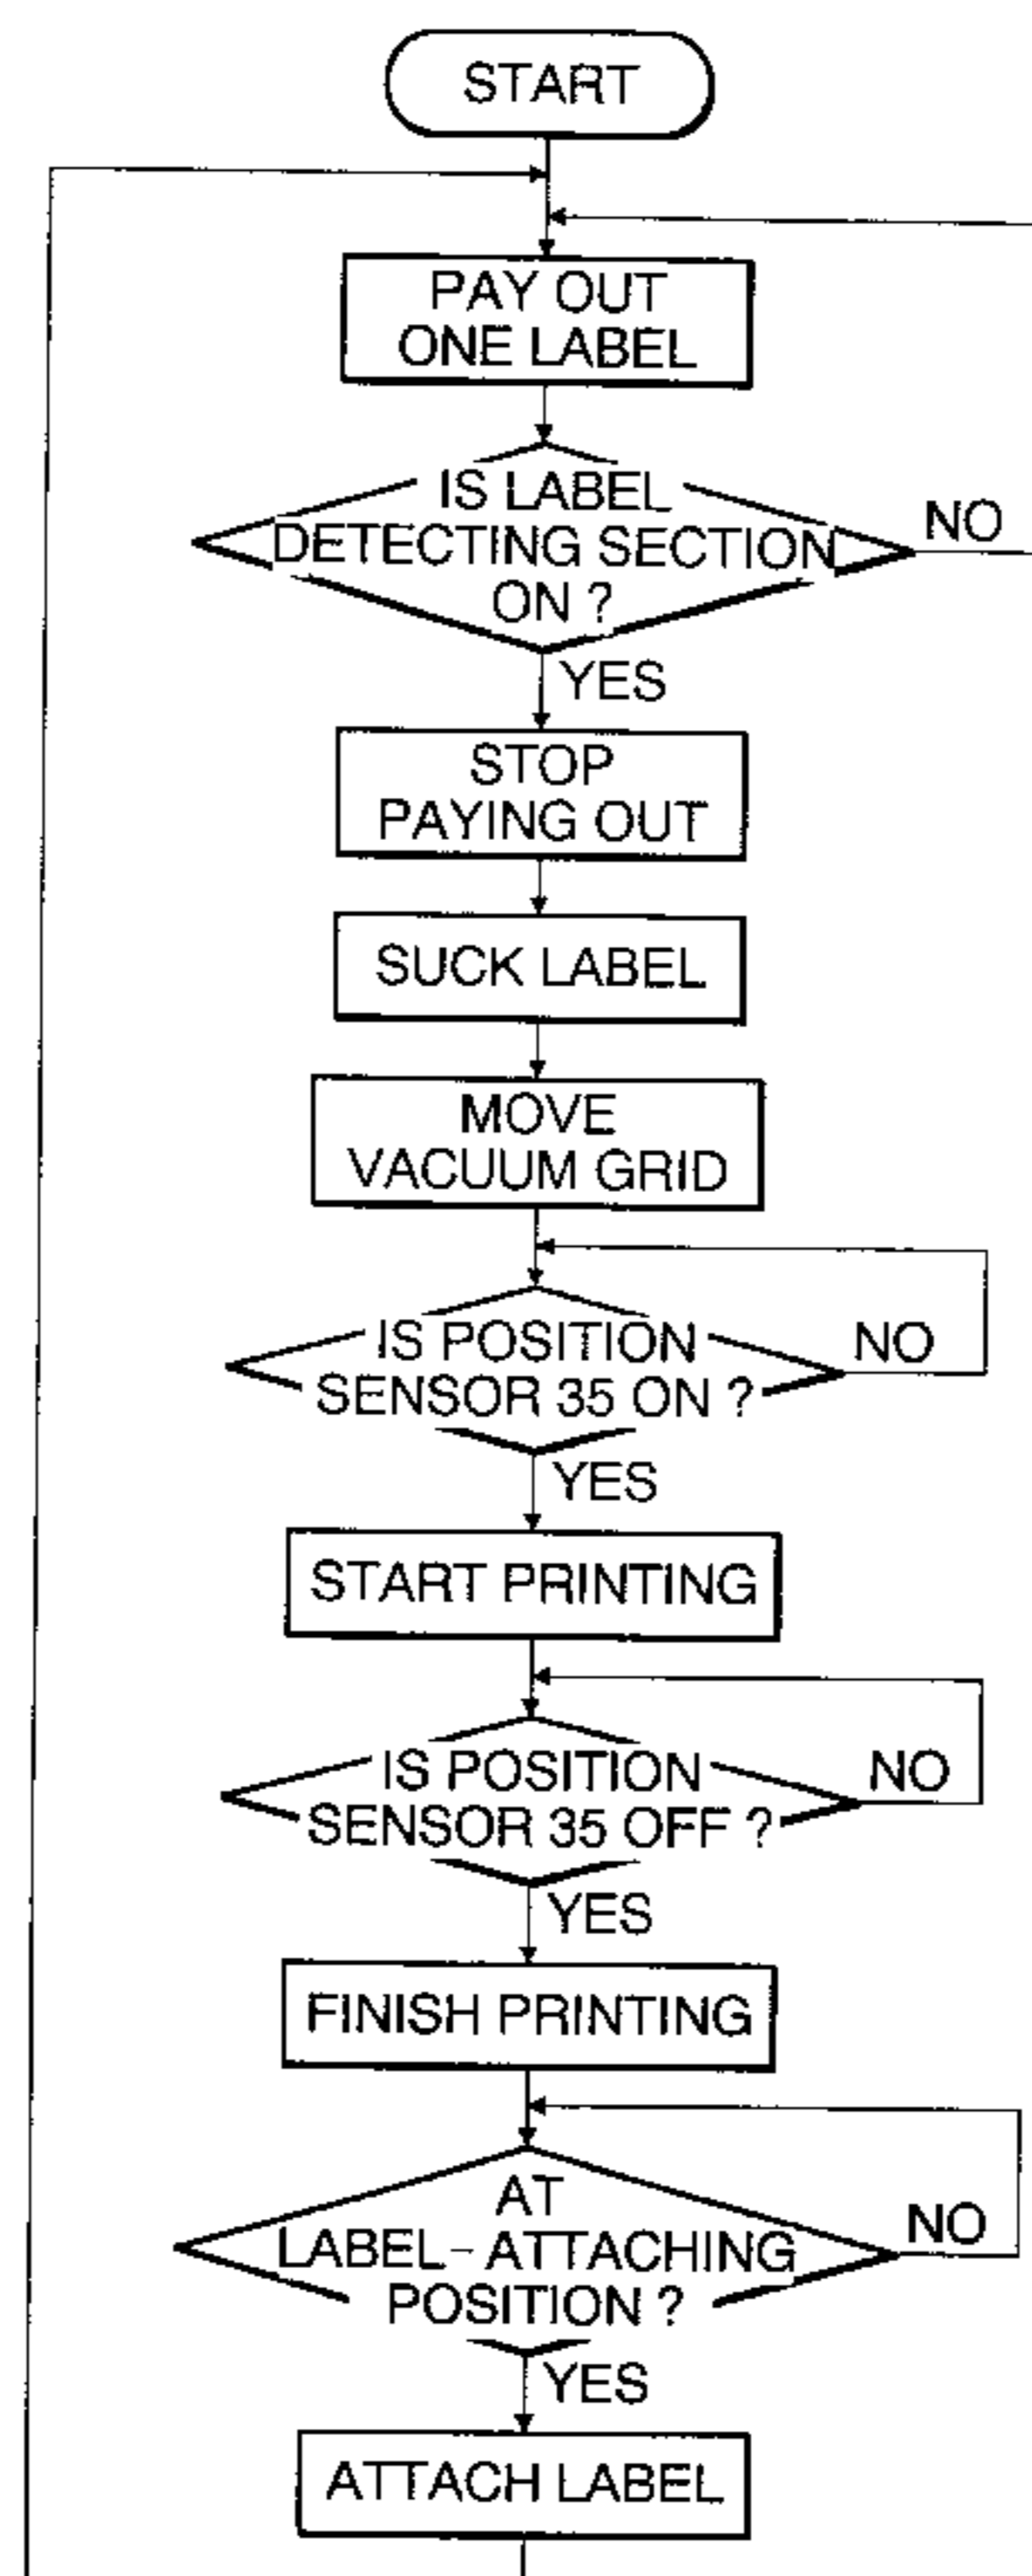 START
PAY OUT
ONE LABEL
IS LABEL
DETECTING SECTION
ON ?
NO
YES
STOP
PAYING OUT
SUCK LABEL
MOVE
VACUUM GRID
IS POSITION
SENSOR 35 ON ?
NO
YES
START PRINTING
IS POSITION
SENSOR 35 OFF ?
NO
YES
FINISH PRINTING
AT
LABEL-ATTACHING
POSITION ?
NO
YES
ATTACH LABEL